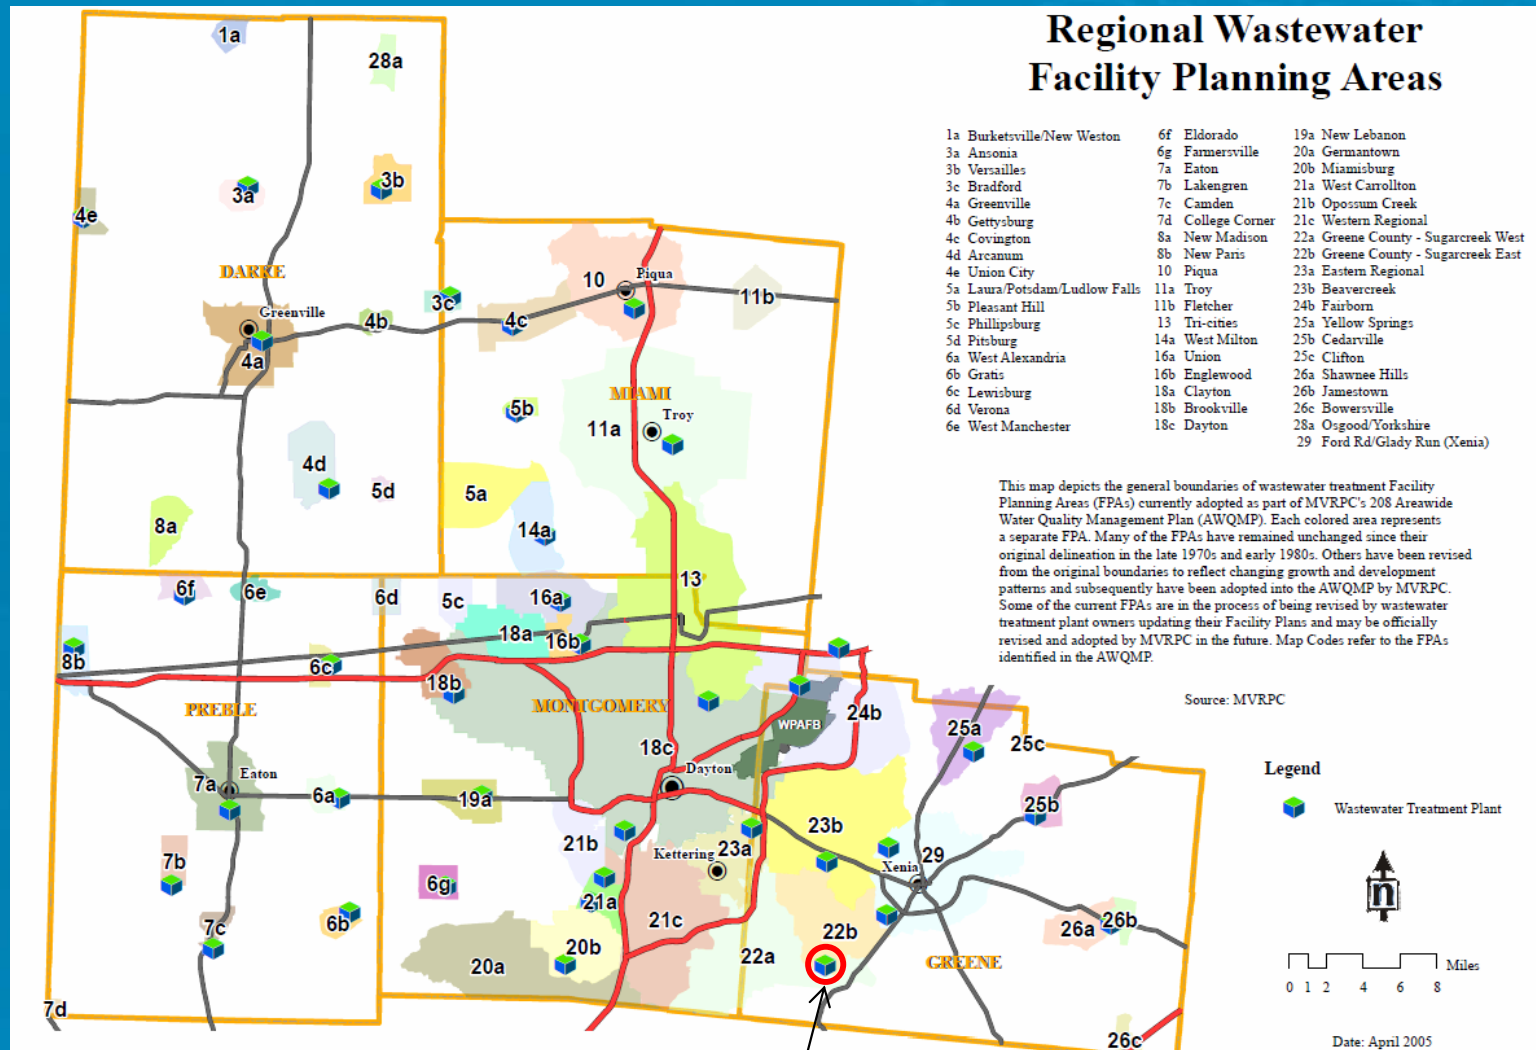 Regional Wastewater
Facility Planning Areas
1a Burketsville/New Weston
3a Ansonia
3b Versailles
3c Bradford
4a Greenville
4b Gettysburg
4c Covington
4d Arcanum
4e Union City
5a Laura/Potsdam/Ludlow Falls
5b Pleasant Hill
5c Phillipsburg
5d Pitsburg
6a West Alexandria
6b Gratis
6c Lewisburg
6d Verona
6e West Manchester
6f Eldorado
6g Farmersville
7a Eaton
7b Lakengren
7c Camden
7d College Corner
8a New Madison
8b New Paris
10 Piqua
11a Troy
11b Fletcher
13 Tri-cities
14a West Milton
16a Union
16b Englewood
18a Clayton
18b Brookville
18c Dayton
19a New Lebanon
20a Germantown
20b Miamisburg
21a West Carrollton
21b Opossum Creek
21c Western Regional
22a Greene County - Sugarcreek West
22b Greene County - Sugarcreek East
23a Eastern Regional
23b Beavercreek
24b Fairborn
25a Yellow Springs
25b Cedarville
25c Clifton
26a Shawnee Hills
26b Jamestown
26c Bowersville
28a Osgood/Yorkshire
29 Ford Rd/Glady Run (Xenia)
This map depicts the general boundaries of wastewater treatment Facility
Planning Areas (FPAs) currently adopted as part of MVRPC's 208 Areawide
Water Quality Management Plan (AWQMP). Each colored area represents
a separate FPA. Many of the FPAs have remained unchanged since their
original delineation in the late 1970s and early 1980s. Others have been revised
from the original boundaries to reflect changing growth and development
patterns and subsequently have been adopted into the AWQMP by MVRPC.
Some of the current FPAs are in the process of being revised by wastewater
treatment plant owners updating their Facility Plans and may be officially
revised and adopted by MVRPC in the future. Map Codes refer to the FPAs
identified in the AWQMP.
Source: MVRPC
1a
28a
3a
3b
4e
DARKE
Greenville
4a
4b
3c
4c
10
Piqua
11b
MIAMI
5b
11a
Troy
4d
5d
5a
8a
14a
13
6f
6e
6d
5c
16a
18a
16b
8b
6c
18b
PREBLE
MONTGOMERY
WPAFB
24b
25a
25c
18c
Dayton
7a
Eaton
6a
19a
25b
21b
23b
Kettering
23a
Xenia
29
7b
6g
21a
7c
6b
21c
22b
26a
26b
20b
20a
22a
GREENE
7d
26c
Legend
Wastewater Treatment Plant
n
Miles
0 1 2 4 6 8
Date: April 2005